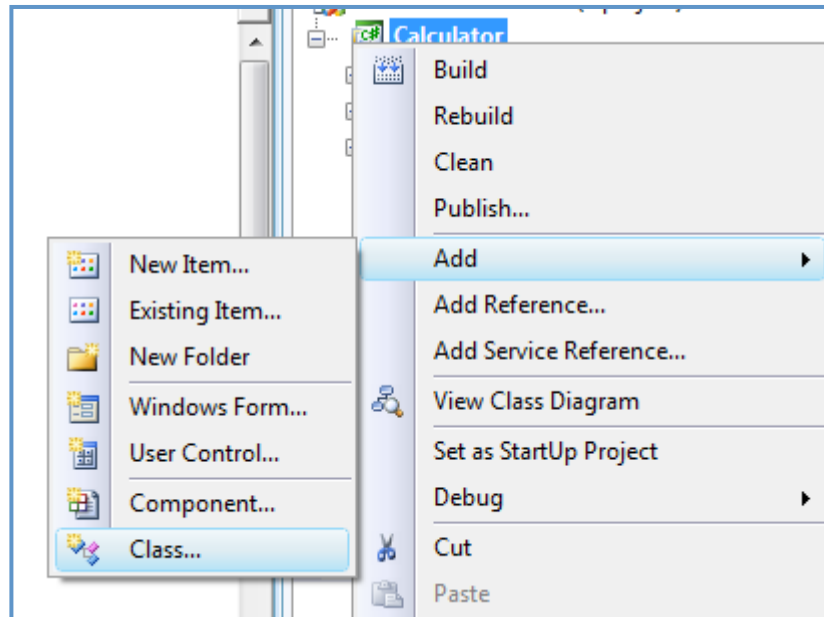 Calculator
Build
Rebuild
Clean
Publish...
Add
Add Reference...
Add Service Reference...
View Class Diagram
Set as StartUp Project
Debug
Cut
Paste
New Item...
Existing Item...
New Folder
Windows Form...
User Control...
Component...
Class...